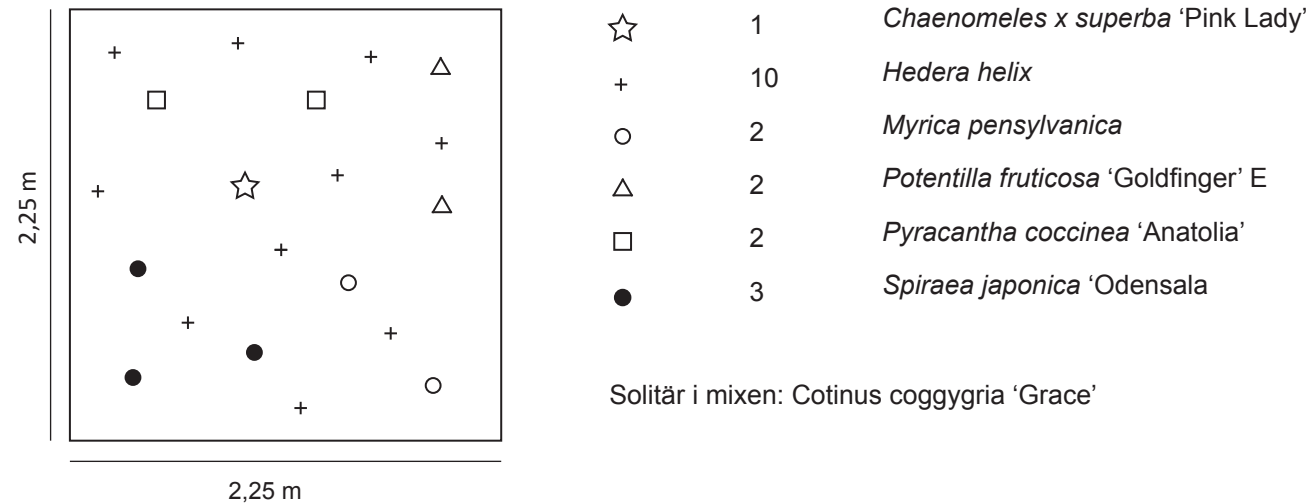 2,25 m
2,25 m
1 Chaenomeles x superba ‘Pink Lady’
10 Hedera helix
2 Myrica pensylvanica
2 Potentilla fruticosa ‘Goldfinger’ E
2 Pyracantha coccinea ‘Anatolia’
3 Spiraea japonica ‘Odensala
Solitär i mixen: Cotinus coggygria ‘Grace’